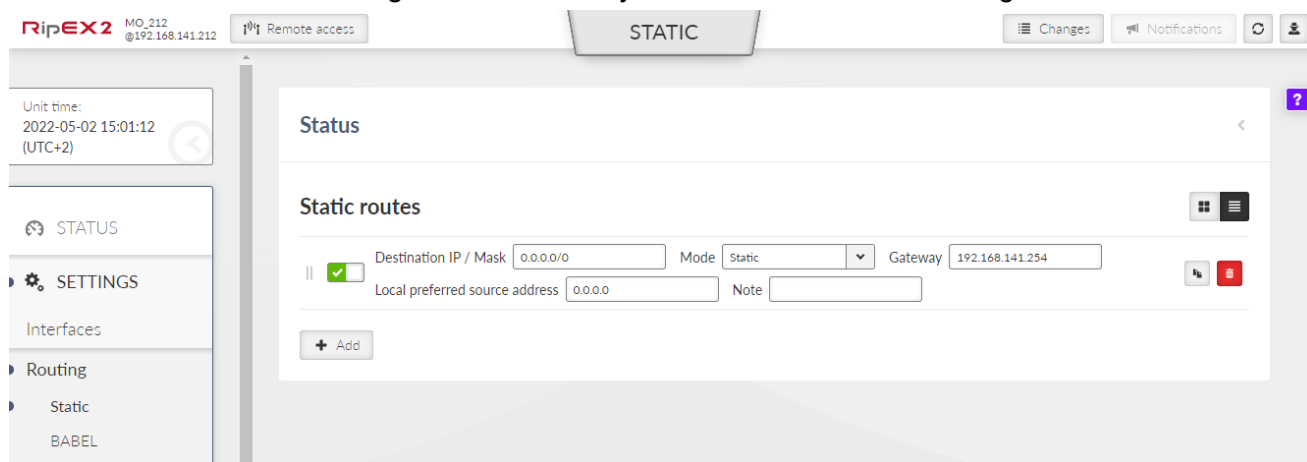 RipEX2 MO_212
@192.168.141.212
Remote access
STATIC
Changes
Notifications
?
Unit time:
2022-05-02 15:01:12
(UTC+2)
STATUS
SETTINGS
Interfaces
Routing
Static
BABEL
Status
Static routes
Destination IP / Mask 0.0.0.0/0 Mode Static Gateway 192.168.141.254
Local preferred source address 0.0.0.0 Note
+ Add